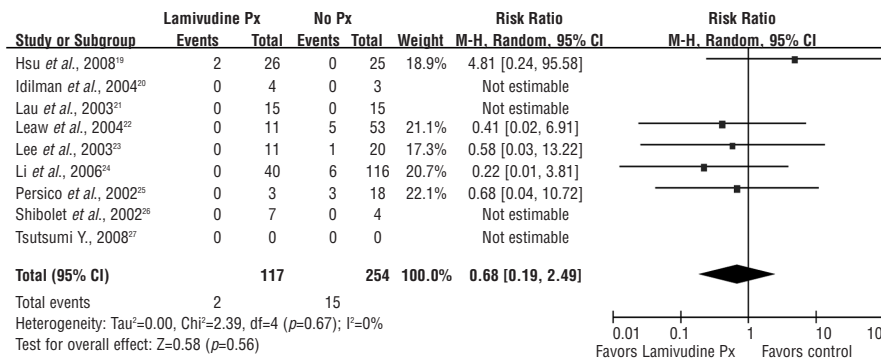 Lamivudine Px No Px Risk Ratio Risk Ratio
Study or Subgroup Events Total Events Total Weight M-H, Random, 95% CI M-H, Random, 95% CI
Hsu et al., 2008¹⁹ 2 26 0 25 18.9% 4.81 [0.24, 95.58]
Idilman et al., 2004²⁰ 0 4 0 3 Not estimable
Lau et al., 2003²¹ 0 15 0 15 Not estimable
Leaw et al., 2004²² 0 11 5 53 21.1% 0.41 [0.02, 6.91]
Lee et al., 2003²³ 0 11 1 20 17.3% 0.58 [0.03, 13.22]
Li et al., 2006²⁴ 0 40 6 116 20.7% 0.22 [0.01, 3.81]
Persico et al., 2002²⁵ 0 3 3 18 22.1% 0.68 [0.04, 10.72]
Shibolet et al., 2002²⁶ 0 7 0 4 Not estimable
Tsutsumi Y., 2008²⁷ 0 0 0 0 Not estimable
Total (95% CI) 117 254 100.0% 0.68 [0.19, 2.49]
Total events 2 15
Heterogeneity: Tau²=0.00, Chi²=2.39, df=4 (p=0.67); I²=0%
Test for overall effect: Z=0.58 (p=0.56)
0.01 0.1 1 10 100
Favors Lamivudine Px Favors control